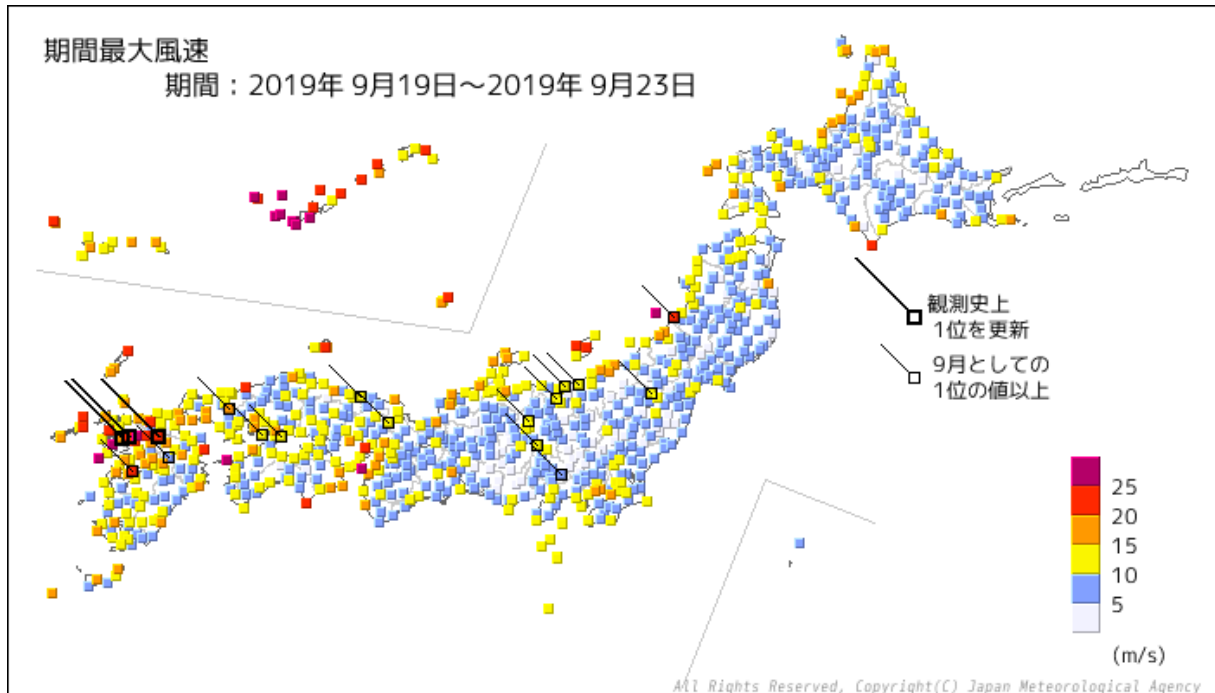 期間最大風速
期間：2019年 9月19日～2019年 9月23日
観測史上
1位を更新
9月としての
1位の値以上
25
20
15
10
5
(m/s)
All Rights Reserved, Copyright(C) Japan Meteorological Agency